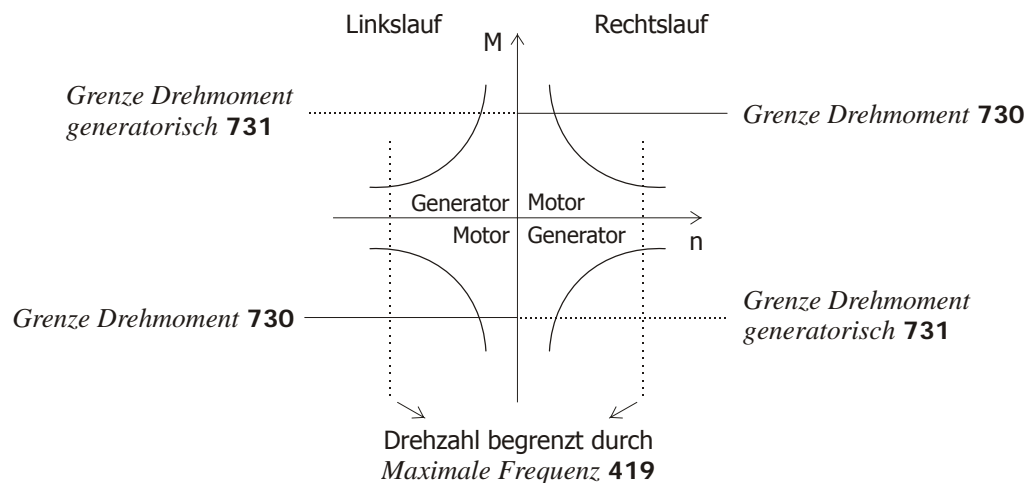 Linkslauf
Rechtslauf
M
Grenze Drehmoment
generatorisch 731
Grenze Drehmoment 730
Generator
Motor
n
Motor
Generator
Grenze Drehmoment 730
Grenze Drehmoment
generatorisch 731
Drehzahl begrenzt durch
Maximale Frequenz 419